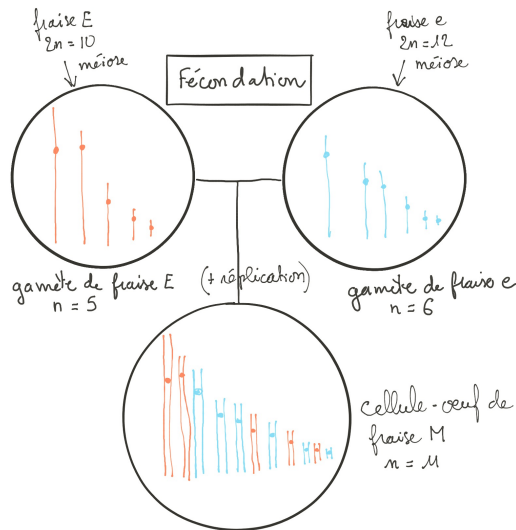 fraise E
2n = 10
méiose
fraise e
2n = 12
méiose
Fécondation
gamète de fraise E
n = 5
(+ réplication)
gamète de fraise e
n = 6
cellule-oeuf de
fraise M
n = 11